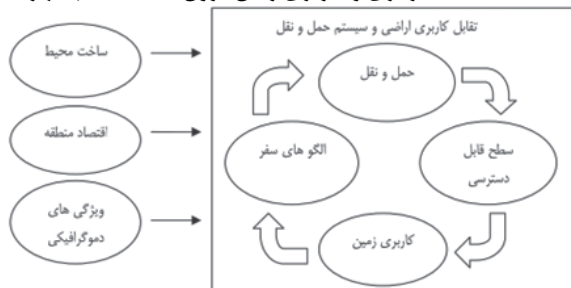 تقابل کاربری اراضی و سیستم حمل و نقل
حمل و نقل
سطح قابل
دسترسی
کاربری زمین
الگو های سفر
ساخت محیط
اقتصاد منطقه
ویژگی های
دموگرافیکی